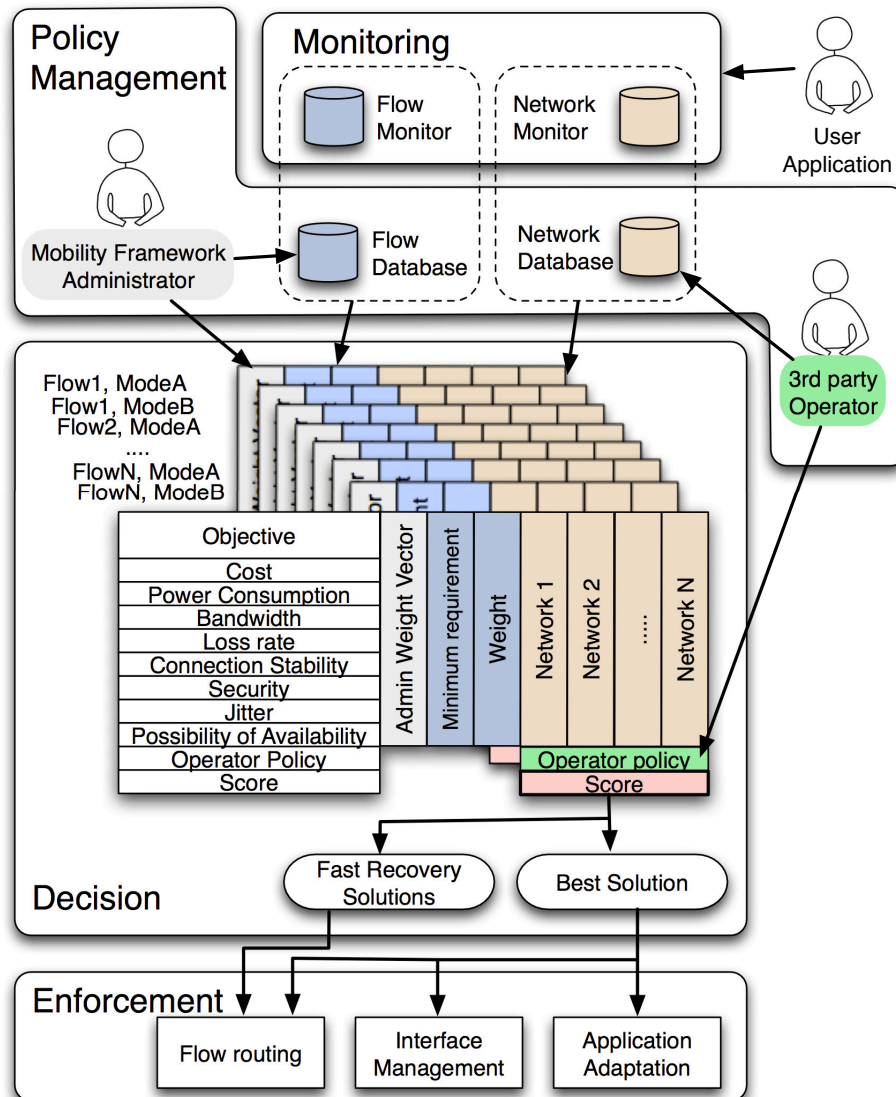 Policy
Management
Monitoring
Flow
Monitor
Network
Monitor
User
Application
Mobility Framework
Administrator
Flow
Database
Network
Database
3rd party
Operator
Flow1, ModeA
Flow1, ModeB
Flow2, ModeA
....
FlowN, ModeA
FlowN, ModeB
Objective
Cost
Power Consumption
Bandwidth
Loss rate
Connection Stability
Security
Jitter
Possibility of Availability
Operator Policy
Score
Admin Weight Vector
Minimum requirement
Weight
Network 1
Network 2
.....
Network N
Operator policy
Score
Fast Recovery
Solutions
Best Solution
Decision
Enforcement
Flow routing
Interface
Management
Application
Adaptation